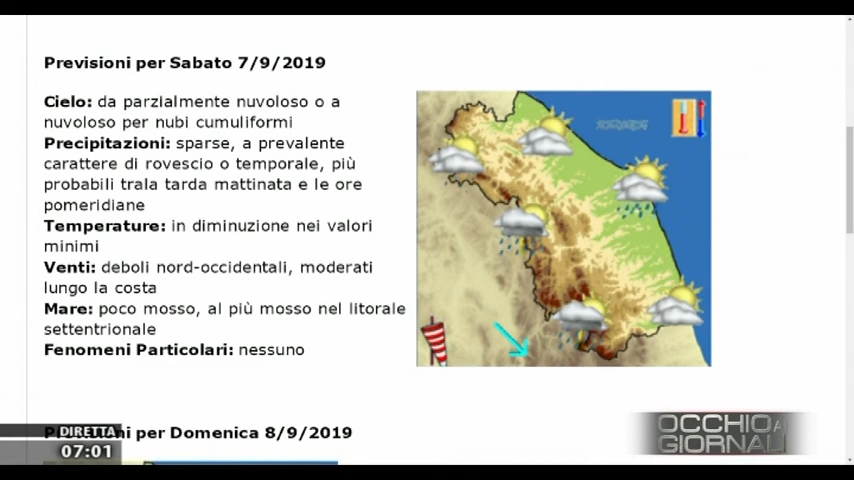 Previsioni per Sabato 7/9/2019
Cielo: da parzialmente nuvoloso o a
nuvoloso per nubi cumuliformi
Precipitazioni: sparse, a prevalente
carattere di rovescio o temporale, più
probabili trala tarda mattinata e le ore
pomeridiane
Temperature: in diminuzione nei valori
minimi
Venti: deboli nord-occidentali, moderati
lungo la costa
Mare: poco mosso, al più mosso nel litorale
settentrionale
Fenomeni Particolari: nessuno
Previsioni per Domenica 8/9/2019
DIRETTA
07:01
OCCHIO AI
GIORNALI